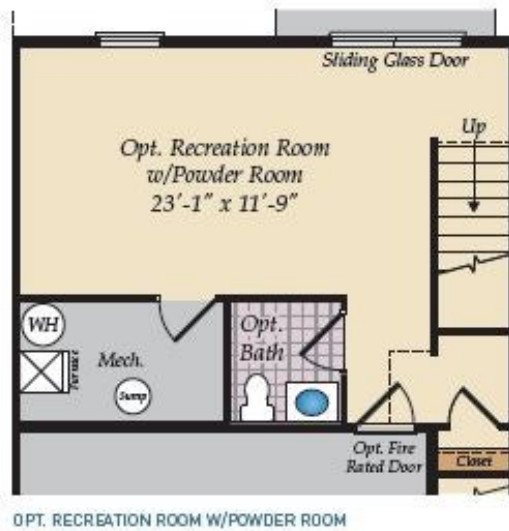 Sliding Glass Door
Up
Opt. Recreation Room
w/Powder Room
23'-1" x 11'-9"
WH
Furnace
Mech.
Sump
Opt.
Bath
Opt. Fire
Rated Door
Closet
OPT. RECREATION ROOM W/POWDER ROOM